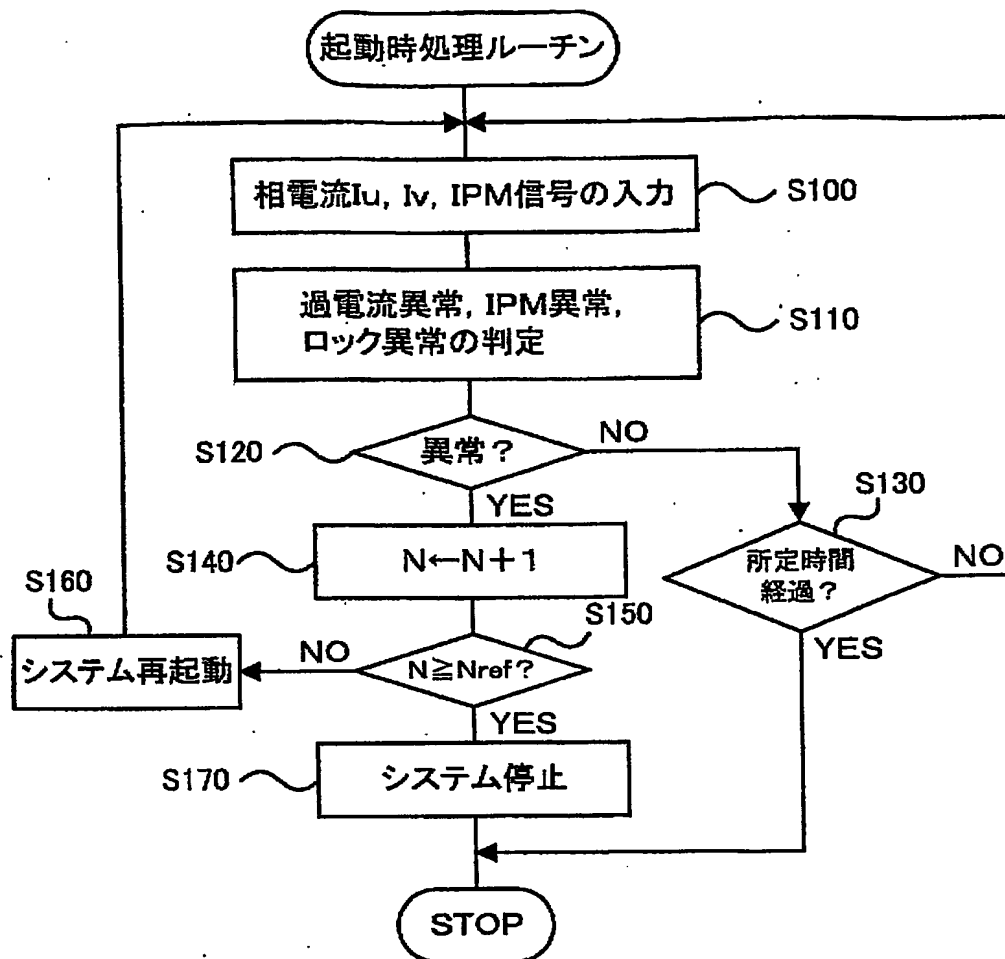 起動時処理ルーチン
相電流Iu, Iv, IPM信号の入力
S100
過電流異常, IPM異常,
ロック異常の判定
S110
S120
異常？
NO
YES
S130
所定時間
経過？
NO
YES
S140
N←N＋1
S150
N≧Nref？
NO
YES
S160
システム再起動
S170
システム停止
STOP